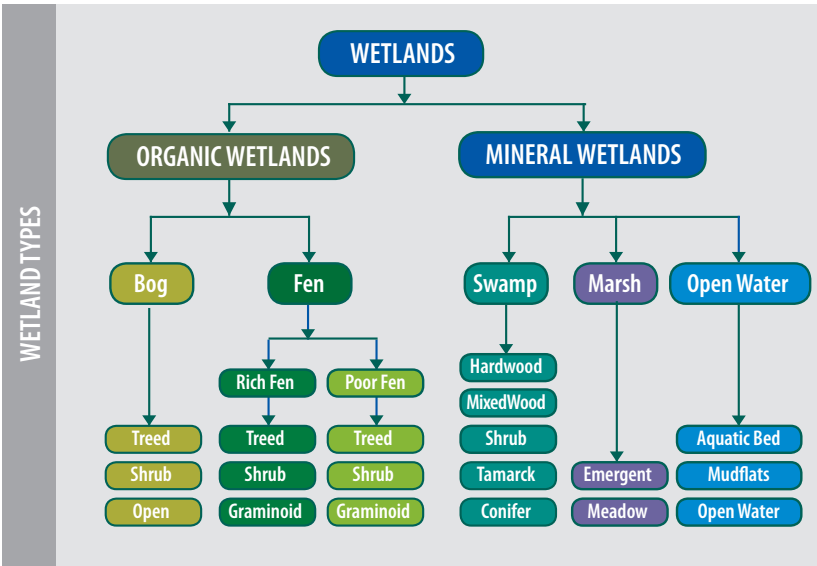 WETLAND TYPES
WETLANDS
ORGANIC WETLANDS
MINERAL WETLANDS
Bog
Fen
Swamp
Marsh
Open Water
Rich Fen
Poor Fen
Treed
Shrub
Open
Treed
Shrub
Graminoid
Treed
Shrub
Graminoid
Hardwood
MixedWood
Shrub
Tamarck
Conifer
Emergent
Meadow
Aquatic Bed
Mudflats
Open Water